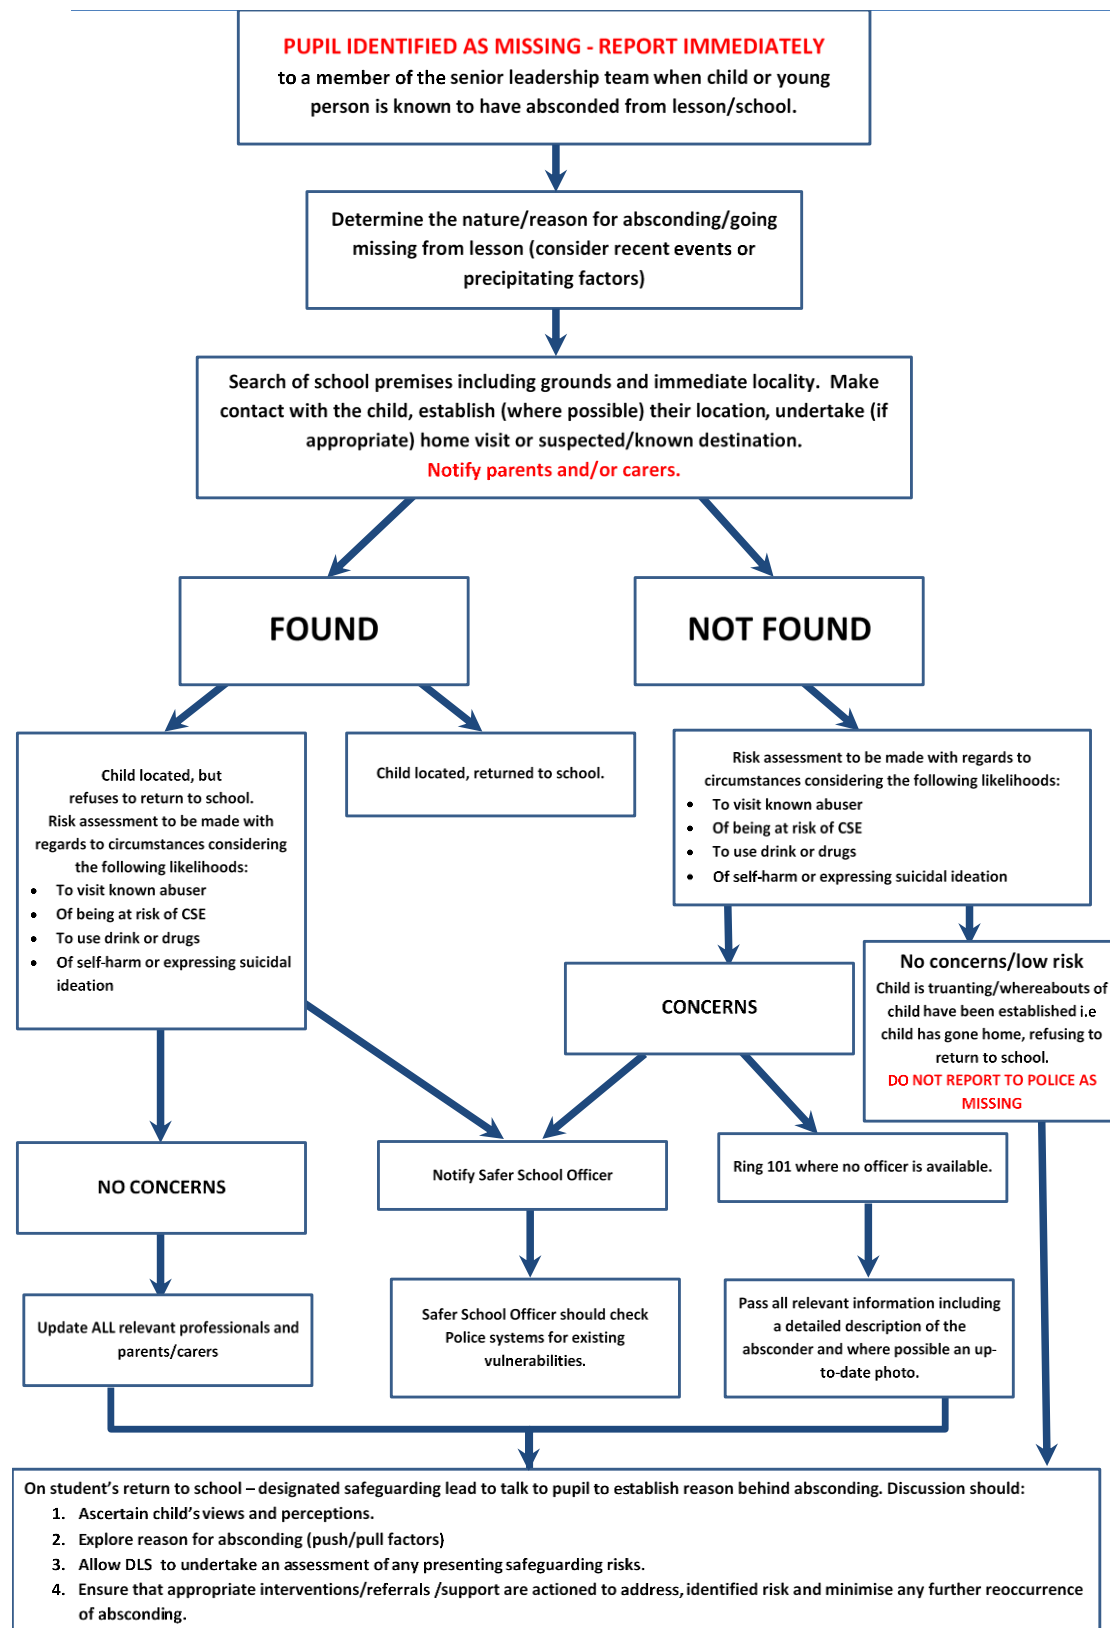 PUPIL IDENTIFIED AS MISSING - REPORT IMMEDIATELY
to a member of the senior leadership team when child or young
person is known to have absconded from lesson/school.
Determine the nature/reason for absconding/going
missing from lesson (consider recent events or
precipitating factors)
Search of school premises including grounds and immediate locality. Make
contact with the child, establish (where possible) their location, undertake (if
appropriate) home visit or suspected/known destination.
Notify parents and/or carers.
FOUND
NOT FOUND
Child located, but
refuses to return to school.
Risk assessment to be made with
regards to circumstances considering
the following likelihoods:
• To visit known abuser
• Of being at risk of CSE
• To use drink or drugs
• Of self-harm or expressing suicidal
ideation
Child located, returned to school.
Risk assessment to be made with regards to
circumstances considering the following likelihoods:
• To visit known abuser
• Of being at risk of CSE
• To use drink or drugs
• Of self-harm or expressing suicidal ideation
CONCERNS
No concerns/low risk
Child is truanting/whereabouts of
child have been established i.e
child has gone home, refusing to
return to school.
DO NOT REPORT TO POLICE AS
MISSING
NO CONCERNS
Notify Safer School Officer
Ring 101 where no officer is available.
Update ALL relevant professionals and
parents/carers
Safer School Officer should check
Police systems for existing
vulnerabilities.
Pass all relevant information including
a detailed description of the
absconder and where possible an up-
to-date photo.
On student's return to school – designated safeguarding lead to talk to pupil to establish reason behind absconding. Discussion should:
1. Ascertain child's views and perceptions.
2. Explore reason for absconding (push/pull factors)
3. Allow DLS to undertake an assessment of any presenting safeguarding risks.
4. Ensure that appropriate interventions/referrals /support are actioned to address, identified risk and minimise any further reoccurrence
of absconding.